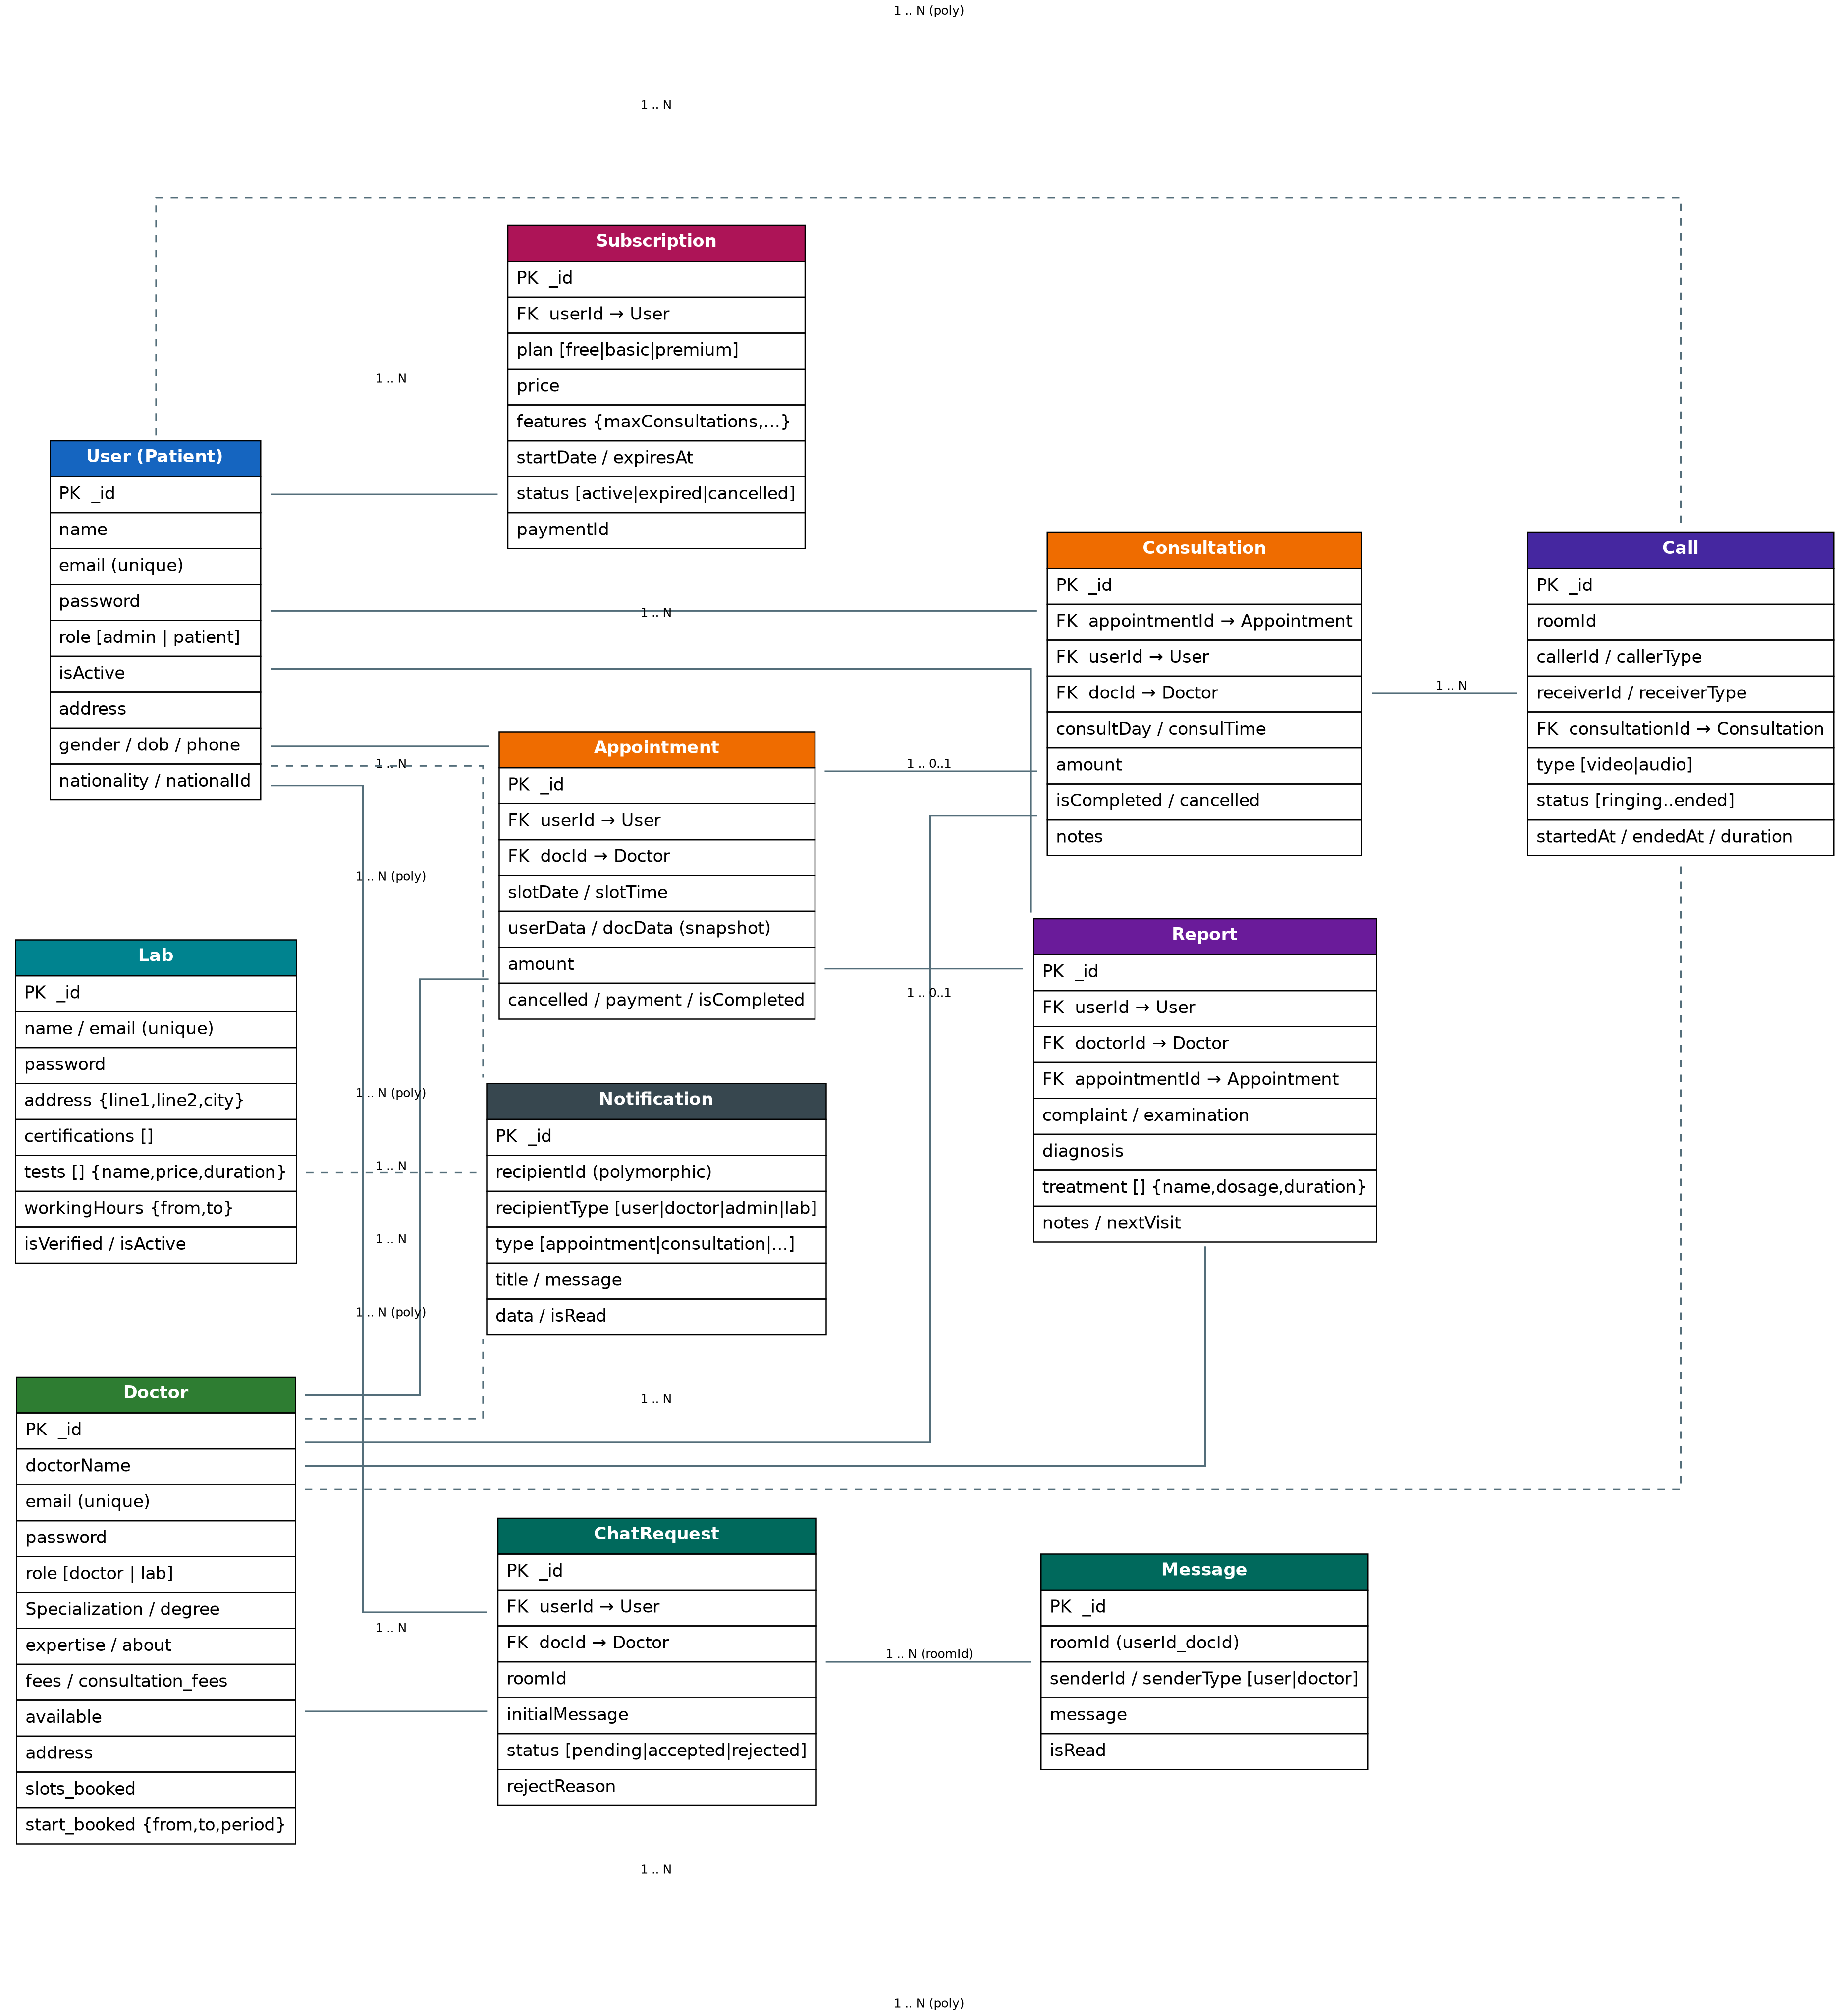 1 .. N (poly)
1 .. N
Subscription
PK _id
FK userId → User
plan [free|basic|premium]
price
features {maxConsultations,...}
startDate / expiresAt
status [active|expired|cancelled]
paymentId
1 .. N
User (Patient)
PK _id
name
email (unique)
password
role [admin | patient]
isActive
address
gender / dob / phone
nationality / nationalId
1 .. N
Consultation
PK _id
FK appointmentId → Appointment
FK userId → User
FK docId → Doctor
consultDay / consulTime
amount
isCompleted / cancelled
notes
1 .. N
Call
PK _id
roomId
callerId / callerType
receiverId / receiverType
FK consultationId → Consultation
type [video|audio]
status [ringing..ended]
startedAt / endedAt / duration
1 .. N
Appointment
PK _id
FK userId → User
FK docId → Doctor
slotDate / slotTime
userData / docData (snapshot)
amount
cancelled / payment / isCompleted
1 .. 0..1
1 .. N (poly)
1 .. 0..1
Report
PK _id
FK userId → User
FK doctorId → Doctor
FK appointmentId → Appointment
complaint / examination
diagnosis
treatment [] {name,dosage,duration}
notes / nextVisit
Lab
PK _id
name / email (unique)
password
address {line1,line2,city}
certifications []
tests [] {name,price,duration}
workingHours {from,to}
isVerified / isActive
1 .. N (poly)
1 .. N
1 .. N
1 .. N (poly)
Notification
PK _id
recipientId (polymorphic)
recipientType [user|doctor|admin|lab]
type [appointment|consultation|...]
title / message
data / isRead
1 .. N
Doctor
PK _id
doctorName
email (unique)
password
role [doctor | lab]
Specialization / degree
expertise / about
fees / consultation_fees
available
address
slots_booked
start_booked {from,to,period}
1 .. N
ChatRequest
PK _id
FK userId → User
FK docId → Doctor
roomId
initialMessage
status [pending|accepted|rejected]
rejectReason
1 .. N (roomId)
Message
PK _id
roomId (userId_docId)
senderId / senderType [user|doctor]
message
isRead
1 .. N
1 .. N (poly)